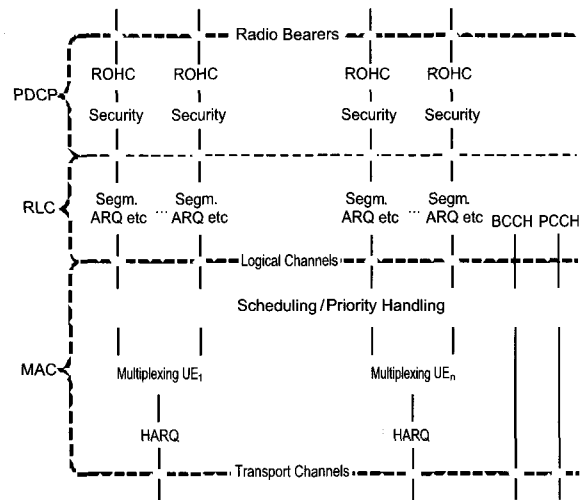 Radio Bearers
ROHC ROHC ROHC ROHC
PDCP
Security Security Security Security
Segm. Segm. Segm. Segm.
RLC
ARQ etc ... ARQ etc ARQ etc ... ARQ etc
BCCH PCCH
Logical Channels
Scheduling/Priority Handling
MAC
Multiplexing UE₁ Multiplexing UEₙ
HARQ HARQ
Transport Channels